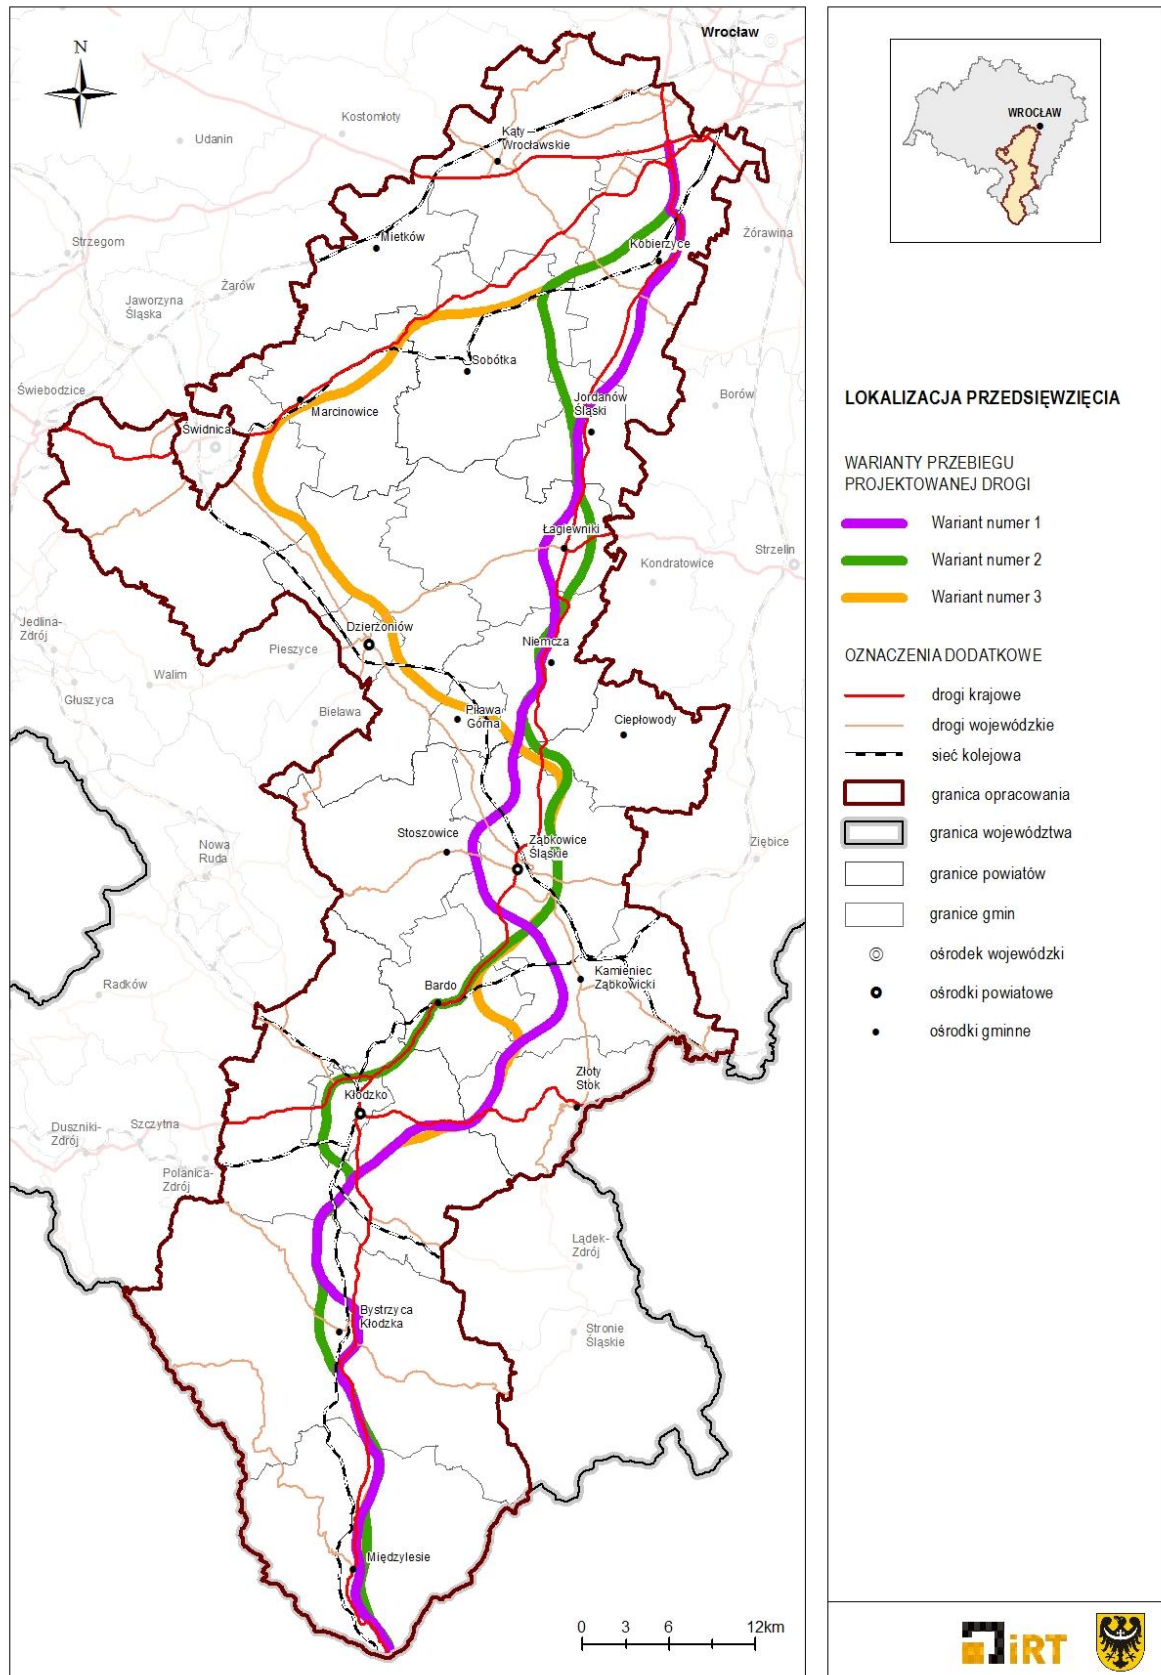 Wrocław
N
Kostomłoty
Udanin
Kąty –
Wrocławskie
Strzegom
Mietków
Żórawina
Kobierzyce
Żarów
Jaworzyna
Śląska
Sobótka
Świebodzice
Marcinowice
Jordanów
Śląski
Borów
Świdnica
Łagiewniki
Strzelin
Kondratowice
Jedlina-
Zdrój
Dzierżoniów
Niemcza
Pieszyce
Walim
Głuszyca
Bielawa
Piława
Górna
Ciepłowody
Stoszowice
Ząbkowice
Śląskie
Ziębice
Nowa
Ruda
Radków
Bardo
Kamieniec
Ząbkowicki
Złoty
Stok
Kłodzko
Duszniki-
Zdrój
Szczytna
Polanica-
Zdrój
Lądek-
Zdrój
Bystrzyca
Kłodzka
Stronie
Śląskie
Międzylesie
0 3 6 12km
WROCŁAW
LOKALIZACJA PRZEDSIĘWZIĘCIA
WARIANTY PRZEBIEGU
PROJEKTOWANEJ DROGI
Wariant numer 1
Wariant numer 2
Wariant numer 3
OZNACZENIA DODATKOWE
drogi krajowe
drogi wojewódzkie
sieć kolejowa
granica opracowania
granica województwa
granice powiatów
granice gmin
ośrodek wojewódzki
ośrodki powiatowe
ośrodki gminne
iRT